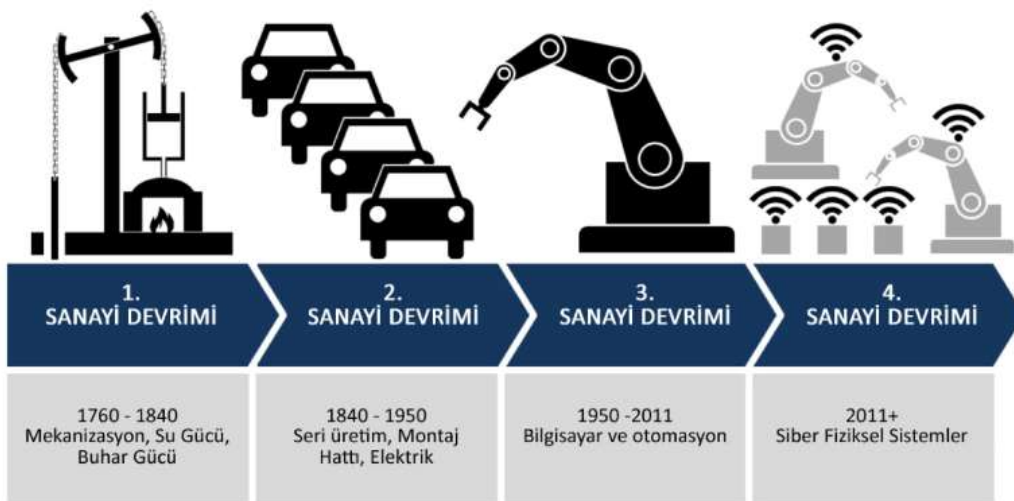 1.
SANAYİ DEVRİMİ
2.
SANAYİ DEVRİMİ
3.
SANAYİ DEVRİMİ
4.
SANAYİ DEVRİMİ
1760 - 1840
Mekanizasyon, Su Gücü,
Buhar Gücü
1840 - 1950
Seri üretim, Montaj
Hattı, Elektrik
1950 -2011
Bilgisayar ve otomasyon
2011+
Siber Fiziksel Sistemler